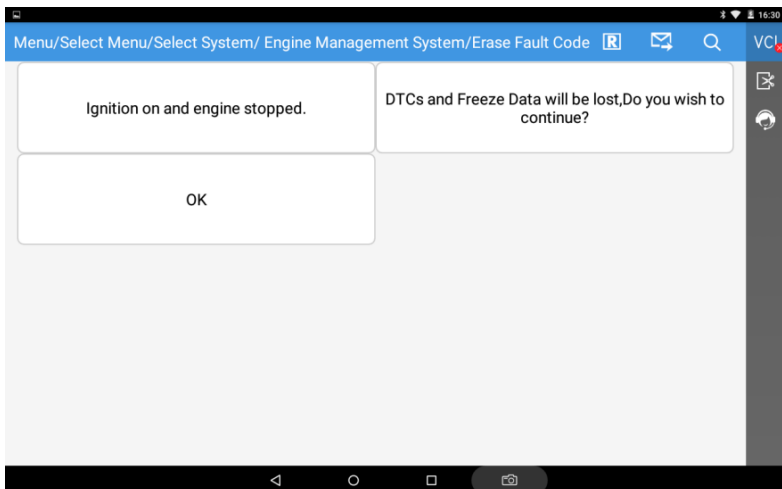 16:30
Menu/Select Menu/Select System/ Engine Management System/Erase Fault Code R
VCI
Ignition on and engine stopped.
DTCs and Freeze Data will be lost,Do you wish to
continue?
OK